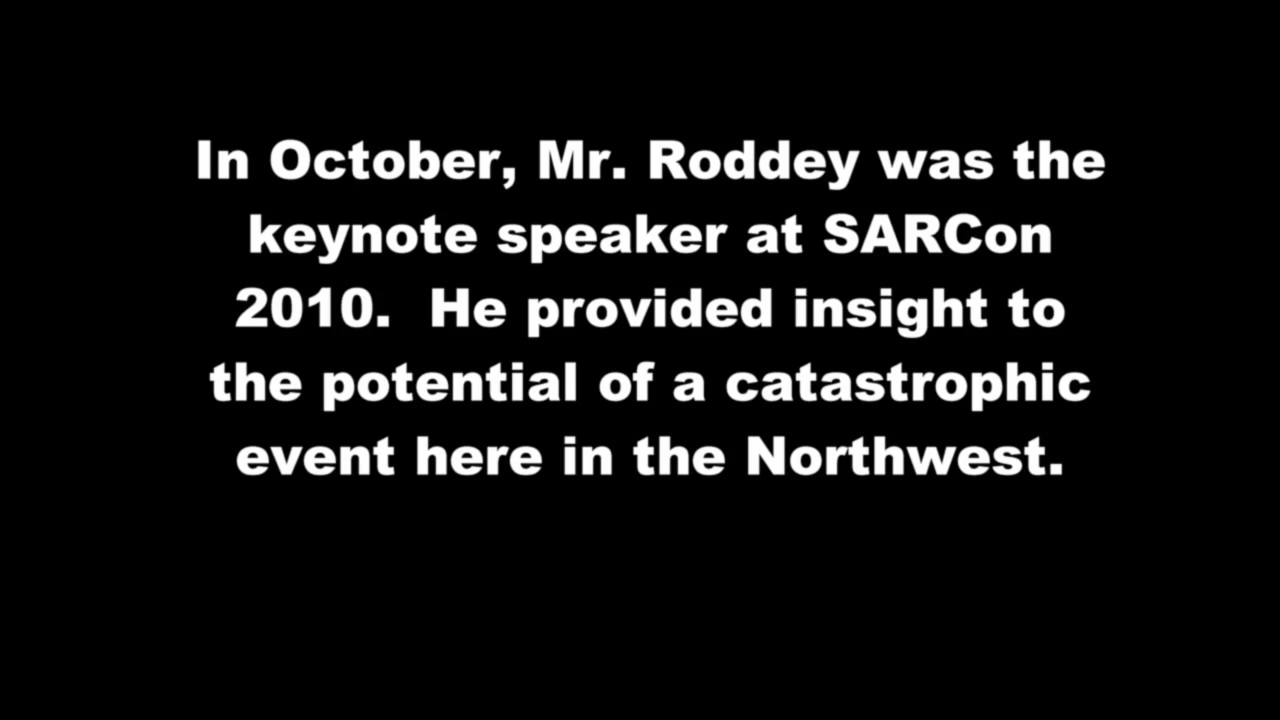 In October, Mr. Roddey was the
keynote speaker at SARCon
2010.  He provided insight to
the potential of a catastrophic
event here in the Northwest.